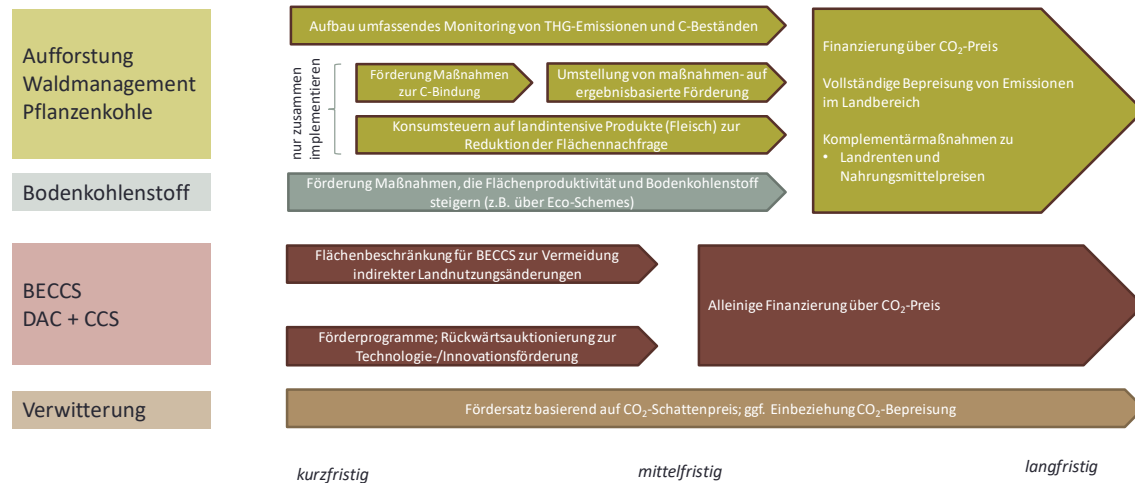 Aufforstung
Waldmanagement
Pflanzenkohle
Aufbau umfassendes Monitoring von THG-Emissionen und C-Beständen
nur zusammen
implementieren
Förderung Maßnahmen
zur C-Bindung
Umstellung von maßnahmen- auf
ergebnisbasierte Förderung
Konsumsteuern auf landintensive Produkte (Fleisch) zur
Reduktion der Flächennachfrage
Finanzierung über CO₂-Preis
Vollständige Bepreisung von Emissionen
im Landbereich
Komplementärmaßnahmen zu
• Landrenten und
Nahrungsmittelpreisen
Bodenkohlenstoff
Förderung Maßnahmen, die Flächenproduktivität und Bodenkohlenstoff
steigern (z.B. über Eco-Schemes)
BECCS
DAC + CCS
Flächenbeschränkung für BECCS zur Vermeidung
indirekter Landnutzungsänderungen
Förderprogramme; Rückwärtsauktionierung zur
Technologie-/Innovationsförderung
Alleinige Finanzierung über CO₂-Preis
Verwitterung
Fördersatz basierend auf CO₂-Schattenpreis; ggf. Einbeziehung CO₂-Bepreisung
kurzfristig
mittelfristig
langfristig